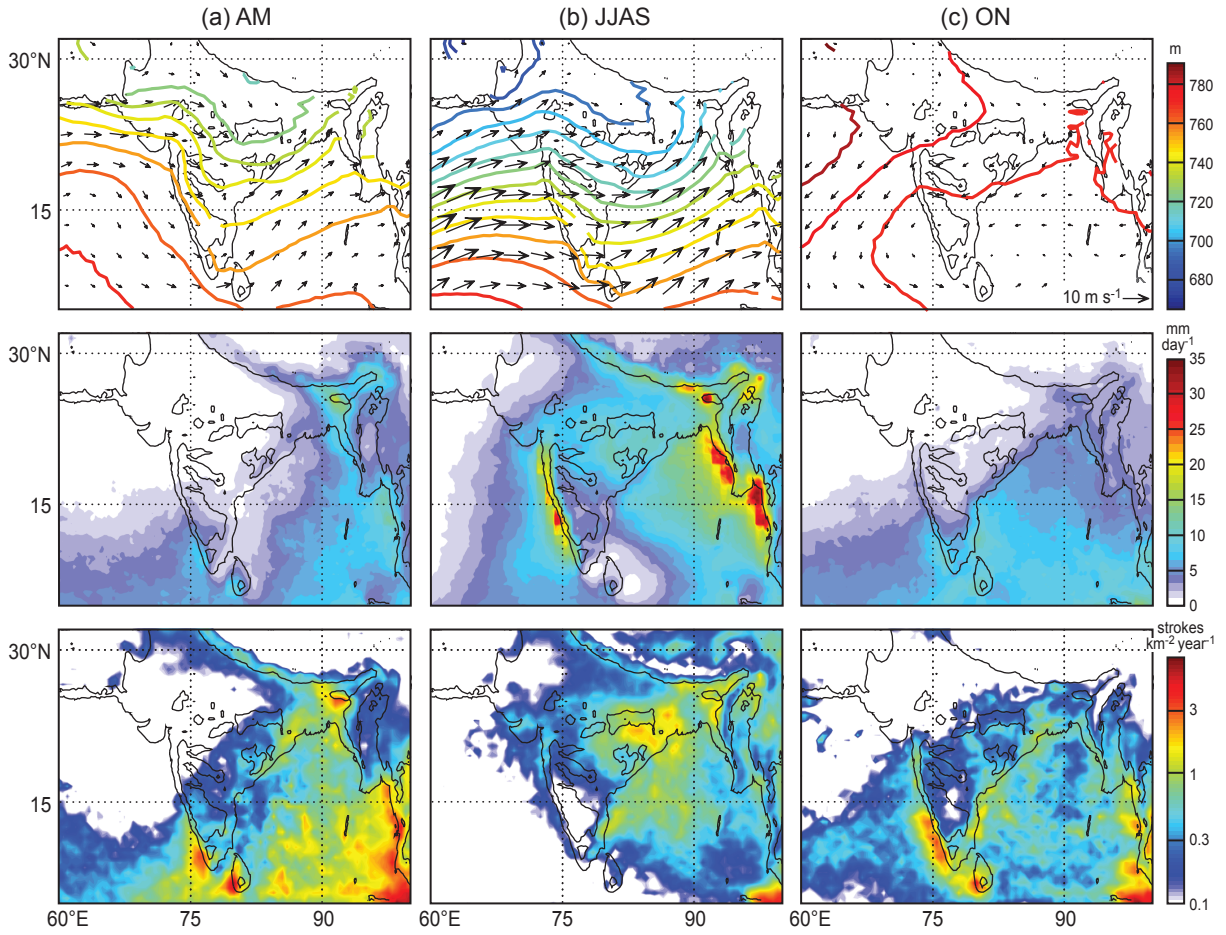 (a) AM (b) JJAS (c) ON
m
30°N
780
760
740
15
720
700
680
10 m s⁻¹
mm
day⁻¹
35
30°N
30
25
20
15
15
10
5
0
strokes
km⁻² year⁻¹
30°N
3
1
15
0.3
0.1
60°E 75 90 60°E 75 90 60°E 75 90